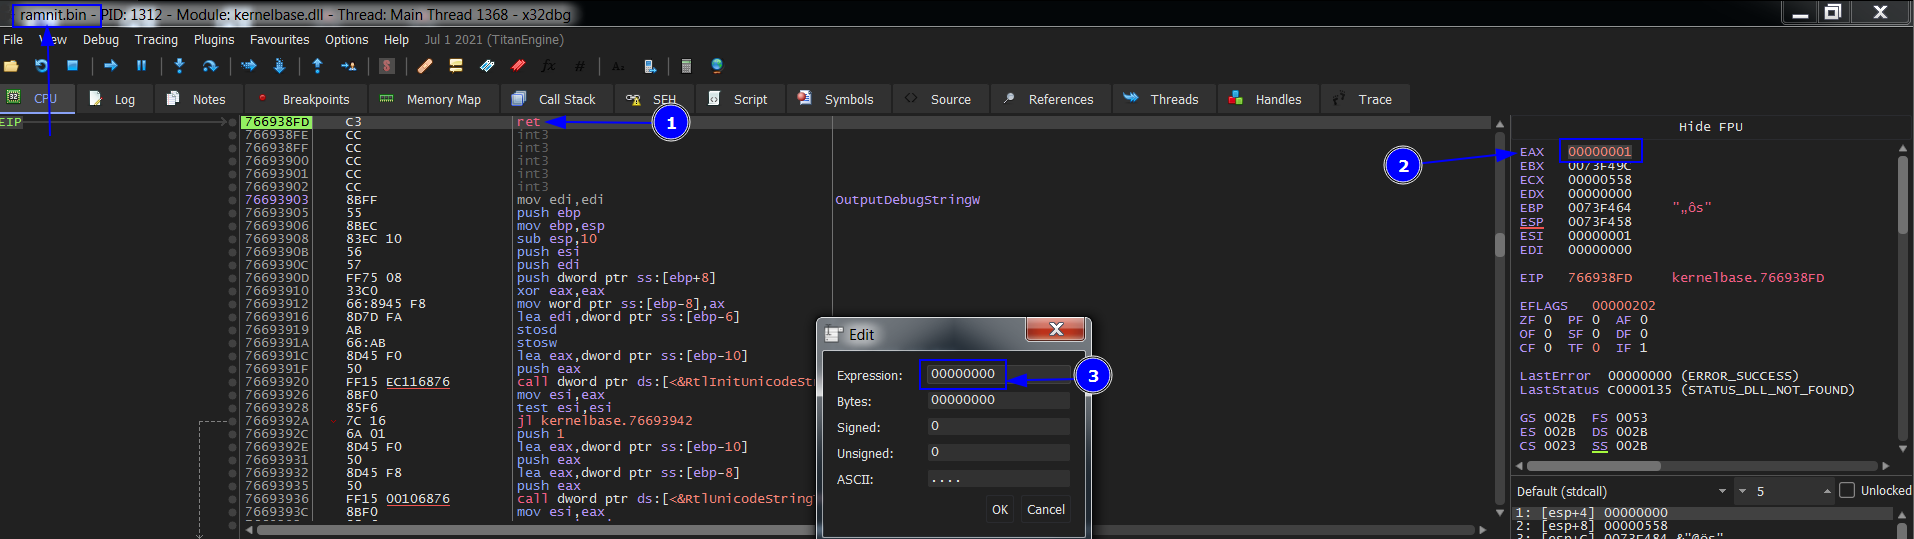 ramnit.bin - PID: 1312 - Module: kernelbase.dll - Thread: Main Thread 1368 - x32dbg
File View Debug Tracing Plugins Favourites Options Help Jul 1 2021 (TitanEngine)
CPU Log Notes Breakpoints Memory Map Call Stack SEH Script Symbols Source References Threads Handles Trace
EIP
766938FD C3 ret
766938FE CC int3
766938FF CC int3
76693900 CC int3
76693901 CC int3
76693902 CC int3
76693903 8BFF mov edi,edi OutputDebugStringW
76693905 55 push ebp
76693906 8BEC mov ebp,esp
76693908 83EC 10 sub esp,10
7669390B 56 push esi
7669390C 57 push edi
7669390D FF75 08 push dword ptr ss:[ebp+8]
76693910 33C0 xor eax,eax
76693912 66:8945 F8 mov word ptr ss:[ebp-8],ax
76693916 8D7D FA lea edi,dword ptr ss:[ebp-6]
76693919 AB stosd
7669391A 66:AB stosw
7669391C 8D45 F0 lea eax,dword ptr ss:[ebp-10]
7669391F 50 push eax
76693920 FF15 EC116876 call dword ptr ds:[<&RtlInitUnicodeStr
76693926 8BF0 mov esi,eax
76693928 85F6 test esi,esi
7669392A 7C 16 jl kernelbase.76693942
7669392C 6A 01 push 1
7669392E 8D45 F0 lea eax,dword ptr ss:[ebp-10]
76693931 50 push eax
76693932 8D45 F8 lea eax,dword ptr ss:[ebp-8]
76693935 50 push eax
76693936 FF15 00106876 call dword ptr ds:[<&RtlUnicodeString
7669393C 8BF0 mov esi,eax
1
2
3
Edit
Expression: 00000000
Bytes: 00000000
Signed: 0
Unsigned: 0
ASCII: ....
OK Cancel
Hide FPU
EAX 00000001
EBX 0073F49C
ECX 00000558
EDX 00000000
EBP 0073F464 "„ôs"
ESP 0073F458
ESI 00000001
EDI 00000000
EIP 766938FD kernelbase.766938FD
EFLAGS 00000202
ZF 0 PF 0 AF 0
OF 0 SF 0 DF 0
CF 0 TF 0 IF 1
LastError 00000000 (ERROR_SUCCESS)
LastStatus C0000135 (STATUS_DLL_NOT_FOUND)
GS 002B FS 0053
ES 002B DS 002B
CS 0023 SS 002B
Default (stdcall) 5 Unlocked
1: [esp+4] 00000000
2: [esp+8] 00000558